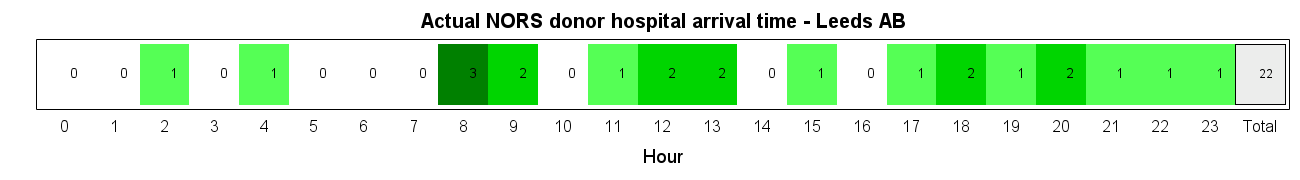 Actual NORS donor hospital arrival time - Leeds AB
0 0 1 0 1 0 0 0 3 2 0 1 2 2 0 1 0 1 2 1 2 1 1 1 22
0 1 2 3 4 5 6 7 8 9 10 11 12 13 14 15 16 17 18 19 20 21 22 23 Total
Hour